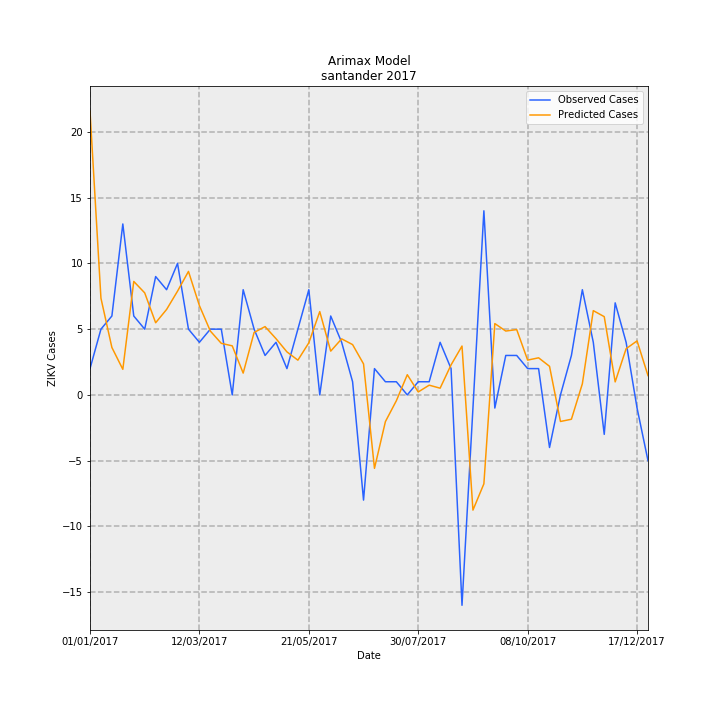 Arimax Model
santander 2017
Observed Cases
Predicted Cases
20
15
10
5
0
−5
−10
−15
ZIKV Cases
01/01/2017 12/03/2017 21/05/2017 30/07/2017 08/10/2017 17/12/2017
Date